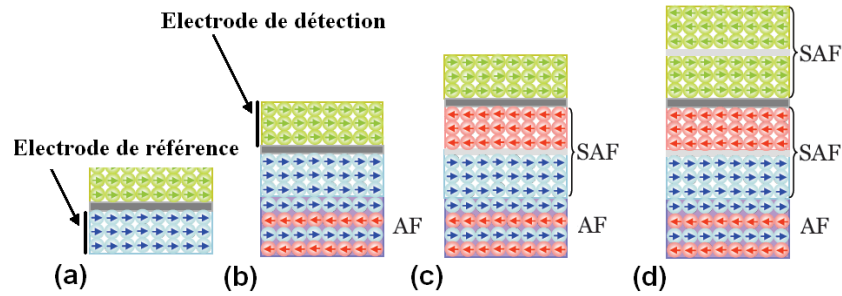 Electrode de détection
Electrode de référence
SAF
SAF
SAF
AF
AF
AF
(a)
(b)
(c)
(d)